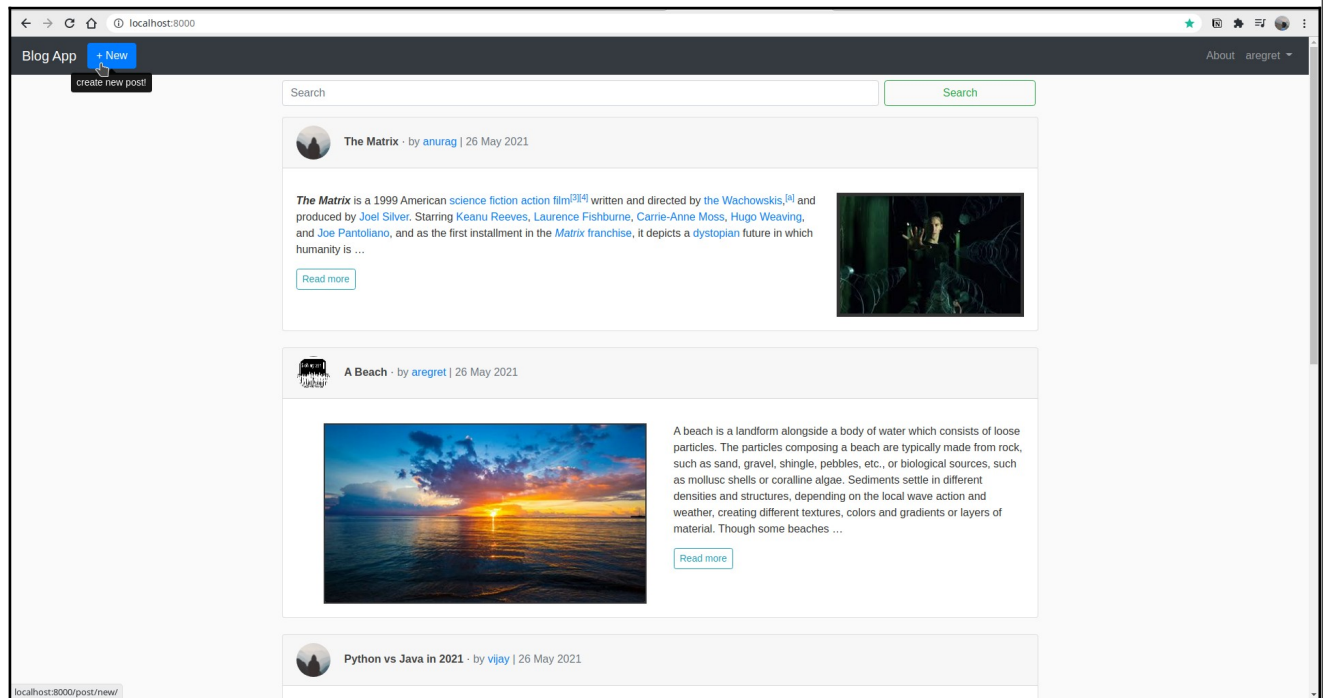 localhost:8000
Blog App + New About aregret
create new post!
Search Search
The Matrix · by anurag | 26 May 2021
The Matrix is a 1999 American science fiction action film[3][4] written and directed by the Wachowskis,[a] and
produced by Joel Silver. Starring Keanu Reeves, Laurence Fishburne, Carrie-Anne Moss, Hugo Weaving,
and Joe Pantoliano, and as the first installment in the Matrix franchise, it depicts a dystopian future in which
humanity is …
Read more
A Beach · by aregret | 26 May 2021
A beach is a landform alongside a body of water which consists of loose
particles. The particles composing a beach are typically made from rock,
such as sand, gravel, shingle, pebbles, etc., or biological sources, such
as mollusc shells or coralline algae. Sediments settle in different
densities and structures, depending on the local wave action and
weather, creating different textures, colors and gradients or layers of
material. Though some beaches …
Read more
Python vs Java in 2021 · by vijay | 26 May 2021
localhost:8000/post/new/